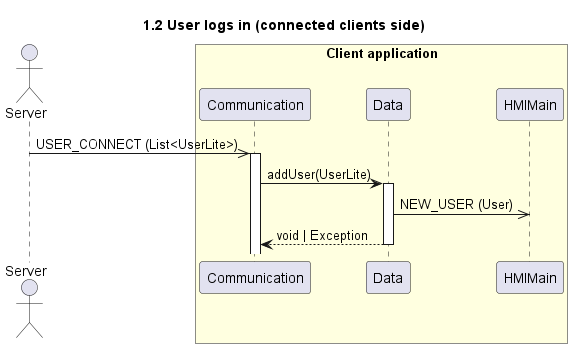 1.2 User logs in (connected clients side)
Client application
Server
Communication
Data
HMIMain
USER_CONNECT (List<UserLite>)
addUser(UserLite)
NEW_USER (User)
void | Exception
Server
Communication
Data
HMIMain